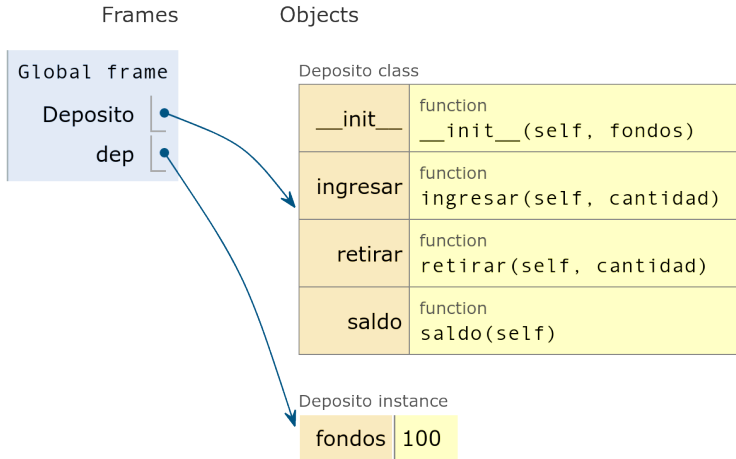 Frames Objects
Global frame
Deposito
dep
Deposito class
__init__ function
__init__(self, fondos)
ingresar function
ingresar(self, cantidad)
retirar function
retirar(self, cantidad)
saldo function
saldo(self)
Deposito instance
fondos 100